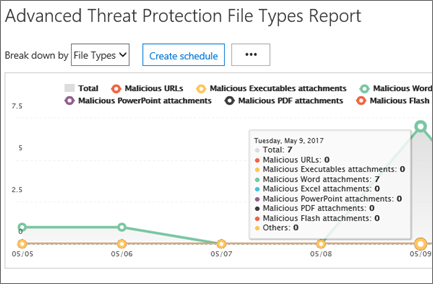 Advanced Threat Protection File Types Report
Break down by File Types Create schedule •••
Total Malicious URLs Malicious Executables attachments Malicious Word
Malicious PowerPoint attachments Malicious PDF attachments Malicious Flash
7.5
5
2.5
0
Tuesday, May 9, 2017
Total: 7
Malicious URLs: 0
Malicious Executables attachments: 0
Malicious Word attachments: 7
Malicious Excel attachments: 0
Malicious PowerPoint attachments: 0
Malicious PDF attachments: 0
Malicious Flash attachments: 0
Others: 0
05/05 05/06 05/07 05/08 05/09